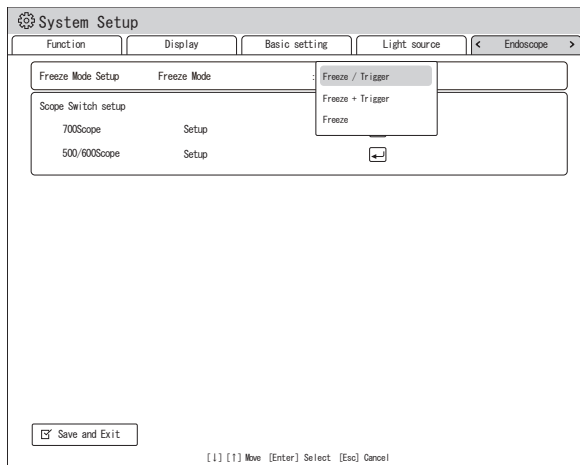 System Setup
Function Display Basic setting Light source < Endoscope >
Freeze Mode Setup Freeze Mode : Freeze / Trigger
Freeze + Trigger
Freeze
Scope Switch setup
700Scope Setup
500/600Scope Setup
Save and Exit
[↓] [↑] Move [Enter] Select [Esc] Cancel